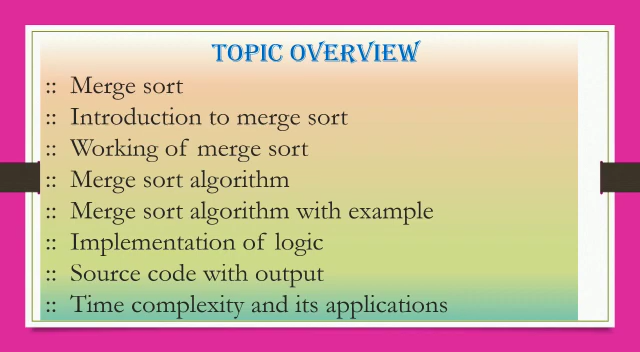 TOPIC OVERVIEW
:: Merge sort
:: Introduction to merge sort
:: Working of merge sort
:: Merge sort algorithm
:: Merge sort algorithm with example
:: Implementation of logic
:: Source code with output
:: Time complexity and its applications